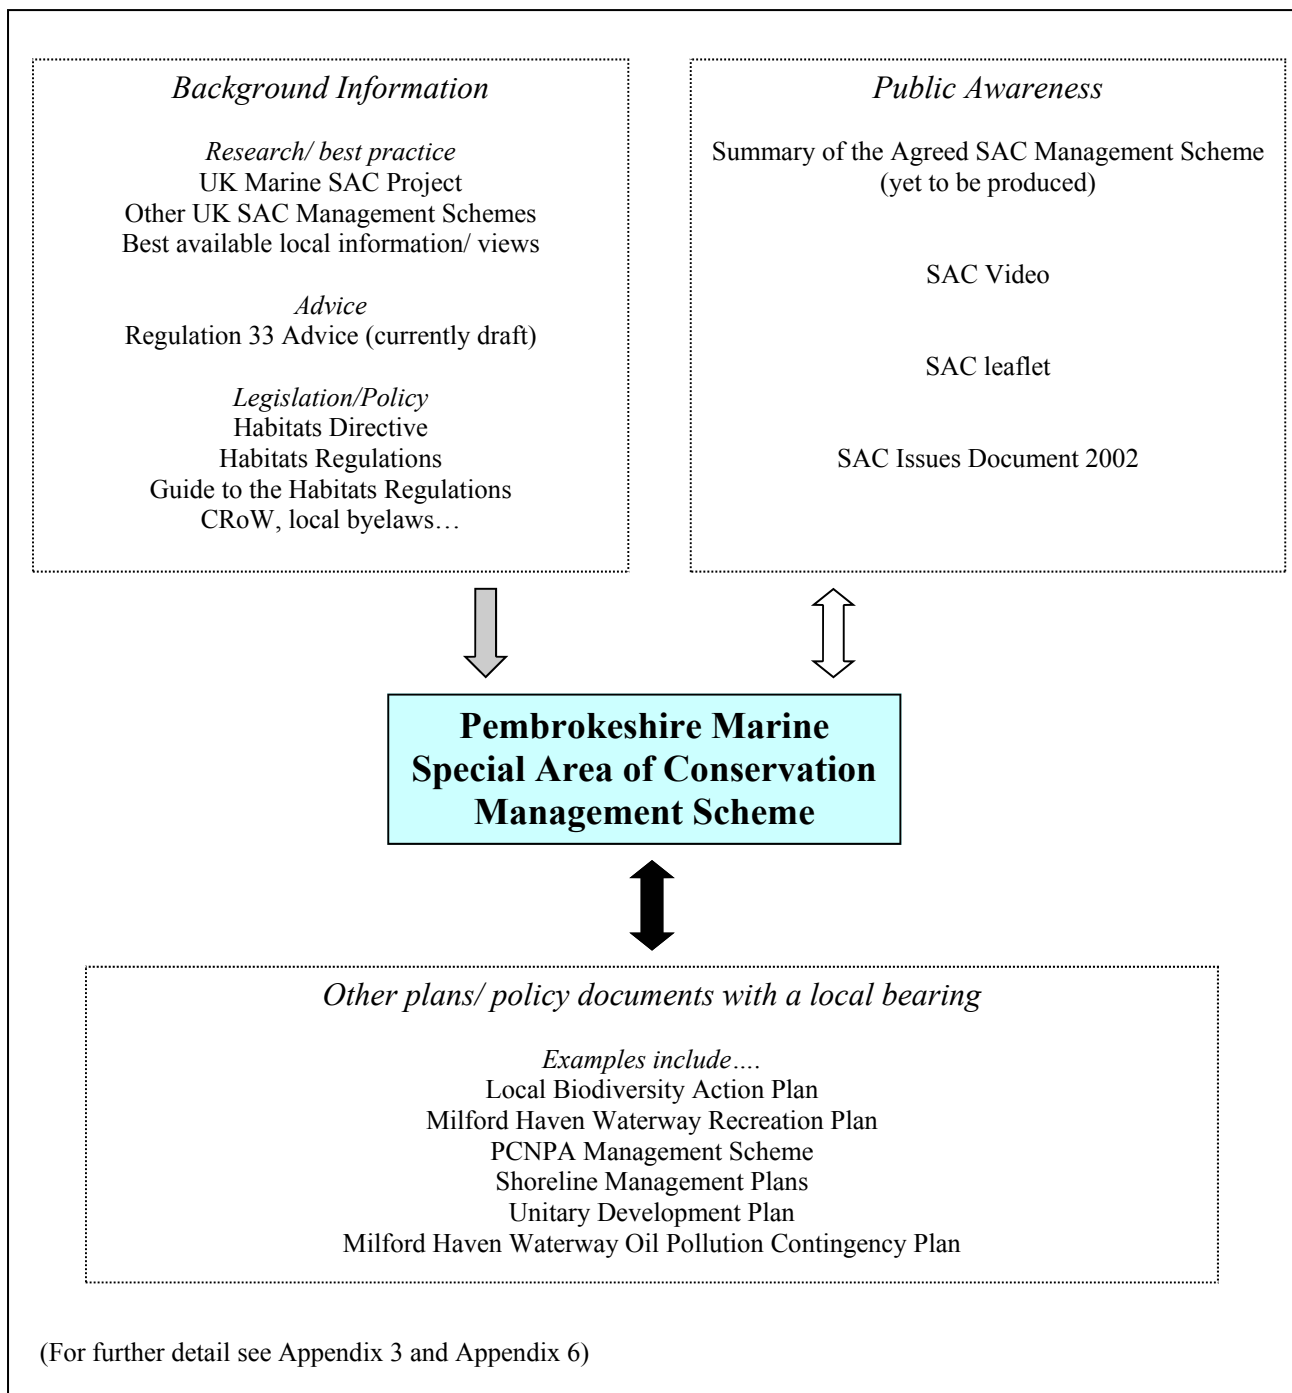 Background Information
Research/ best practice
UK Marine SAC Project
Other UK SAC Management Schemes
Best available local information/ views
Advice
Regulation 33 Advice (currently draft)
Legislation/Policy
Habitats Directive
Habitats Regulations
Guide to the Habitats Regulations
CRoW, local byelaws…
Public Awareness
Summary of the Agreed SAC Management Scheme
(yet to be produced)
SAC Video
SAC leaflet
SAC Issues Document 2002
Pembrokeshire Marine
Special Area of Conservation
Management Scheme
Other plans/ policy documents with a local bearing
Examples include….
Local Biodiversity Action Plan
Milford Haven Waterway Recreation Plan
PCNPA Management Scheme
Shoreline Management Plans
Unitary Development Plan
Milford Haven Waterway Oil Pollution Contingency Plan
(For further detail see Appendix 3 and Appendix 6)